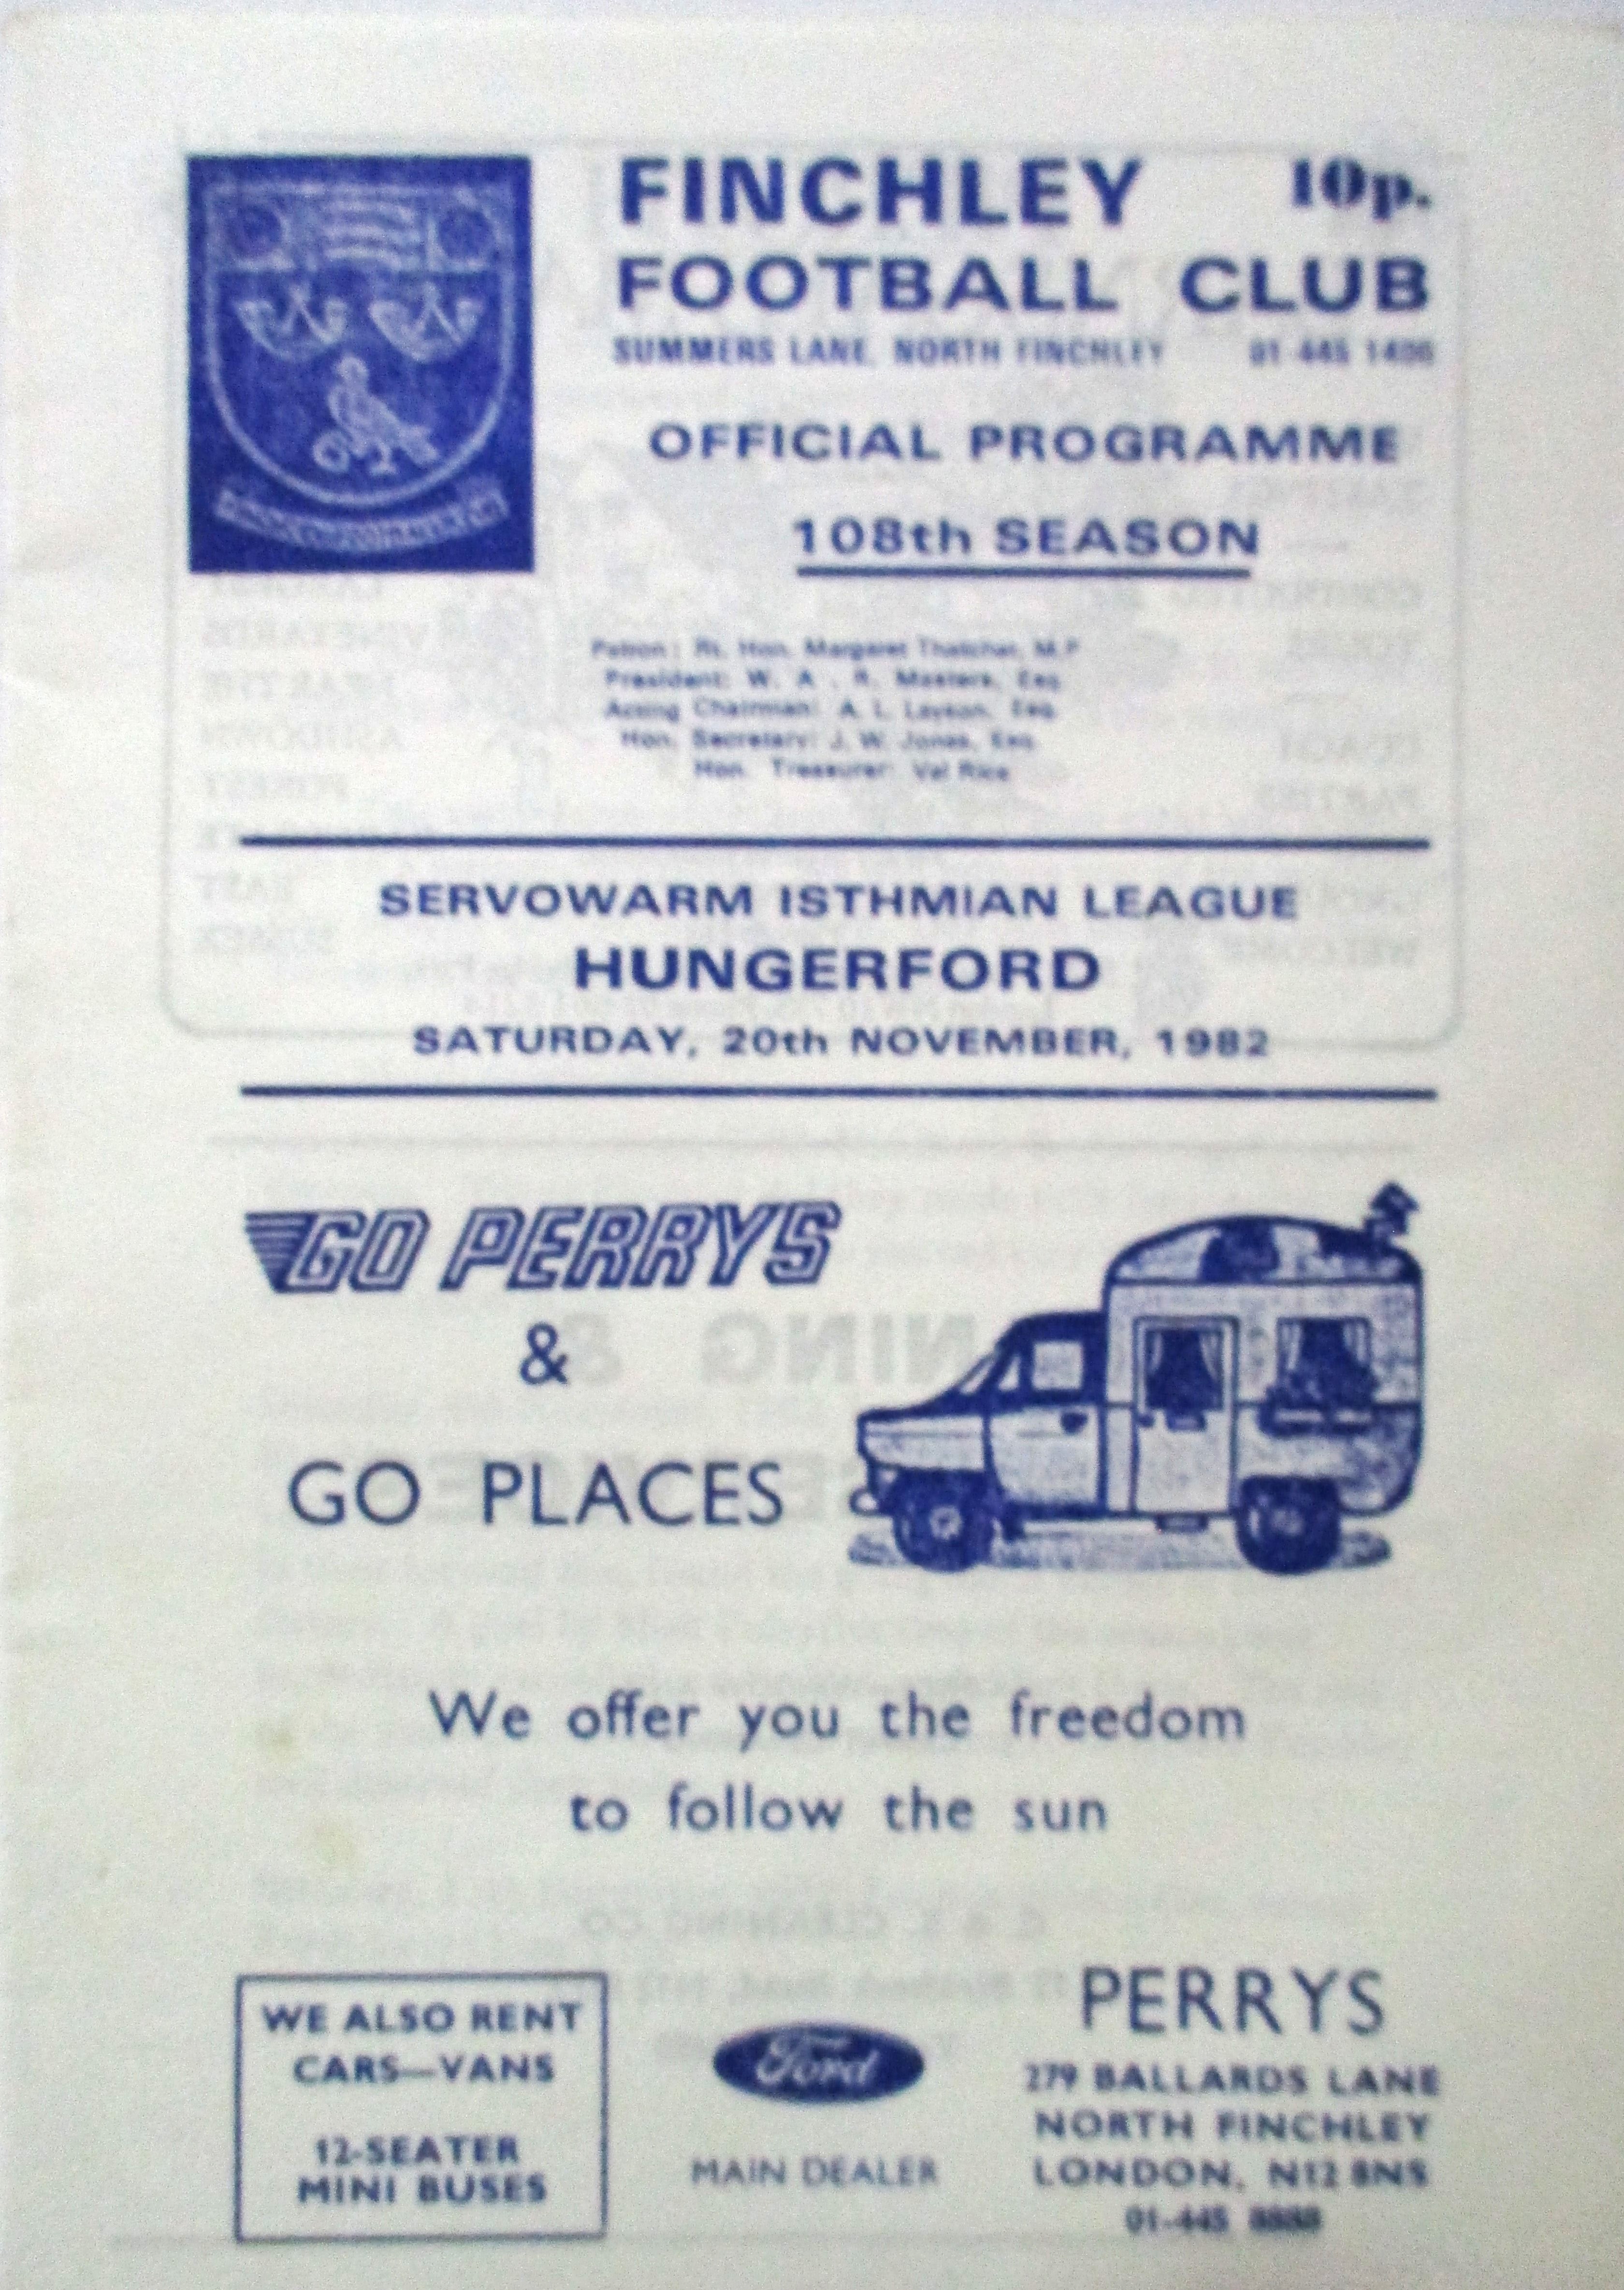 FINCHLEY 10p.
FOOTBALL CLUB
SUMMERS LANE, NORTH FINCHLEY 01 445 1406
OFFICIAL PROGRAMME
108th SEASON
Patron: Rt. Hon. Margaret Thatcher, M.P
President: W. A. R. Masters, Esq
Acting Chairman: A. L. Layson, Esq
Hon. Secretary: J. W. Jones, Esq
Hon. Treasurer: Val Rice
SERVOWARM ISTHMIAN LEAGUE
HUNGERFORD
SATURDAY, 20th NOVEMBER, 1982
GO PERRYS
&
GO PLACES
We offer you the freedom
to follow the sun
WE ALSO RENT
CARS—VANS
12-SEATER
MINI BUSES
Ford
MAIN DEALER
PERRYS
279 BALLARDS LANE
NORTH FINCHLEY
LONDON, N12 8NS
01-445 8888